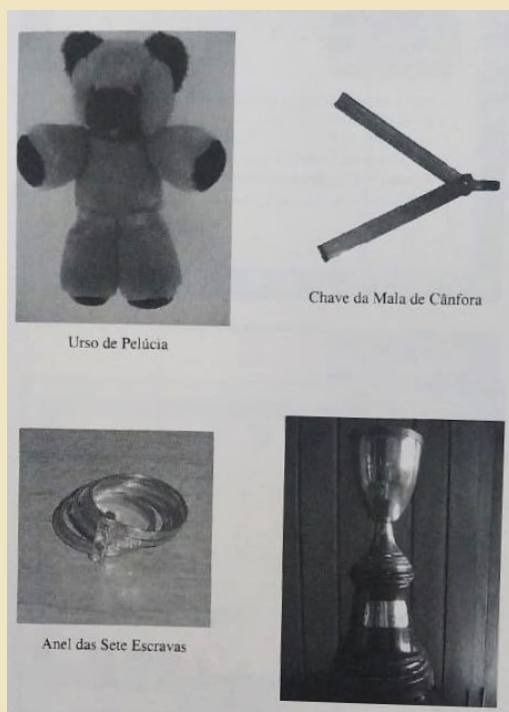 Urso de Pelúcia
Chave da Mala de Cânfora
Anel das Sete Escravas